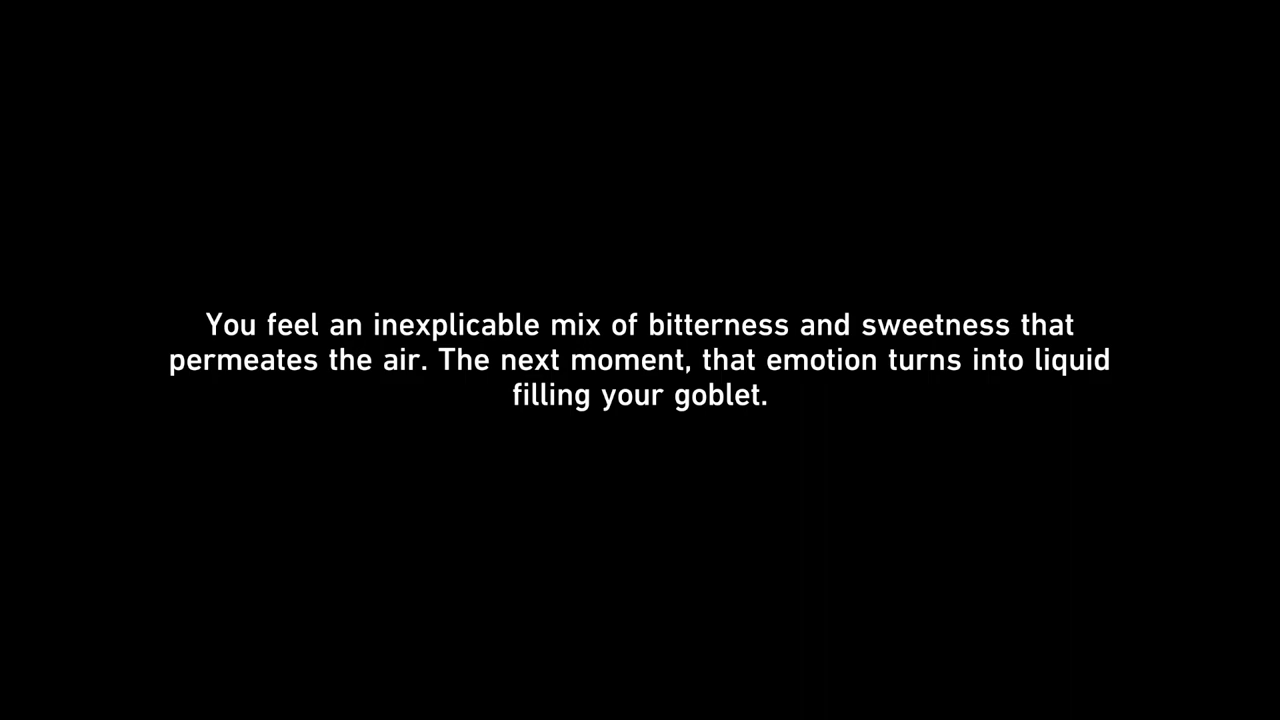 You feel an inexplicable mix of bitterness and sweetness that
permeates the air. The next moment, that emotion turns into liquid
filling your goblet.